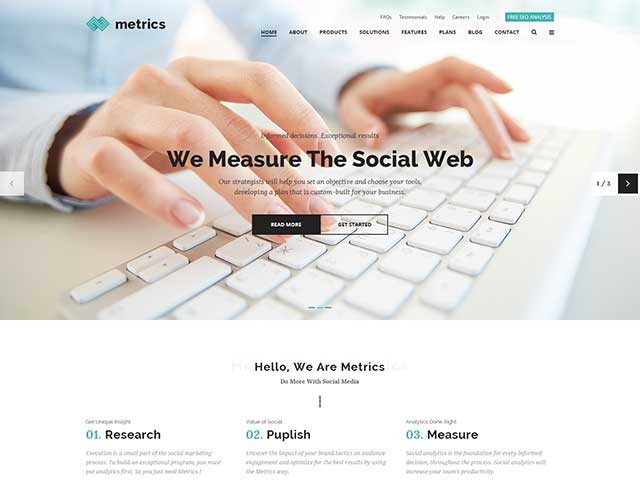 metrics
FAQs Testimonials Help Careers Login FREE SEO ANALYSIS
HOME ABOUT PRODUCTS SOLUTIONS FEATURES PLANS BLOG CONTACT
Informed decisions. Exceptional results
We Measure The Social Web
Our strategists will help you set an objective and choose your tools,
developing a plan that is custom-built for your business.
1 / 3
READ MORE GET STARTED
Hello, We Are Metrics
Do More With Social Media
Get Unique Insight
01. Research
Execution is a small part of the social marketing
process. To build an exceptional program, you must
put analytics first. So you just need Metrics !
Value of Social
02. Puplish
Uncover the impact of your brand tactics on audience
engagement and optimize for the best results by using
the Metrics way.
Analytics Done Right
03. Measure
Social analytics is the foundation for every informed
decision, throughout the process. Social analytics will
increase your team's productivity.